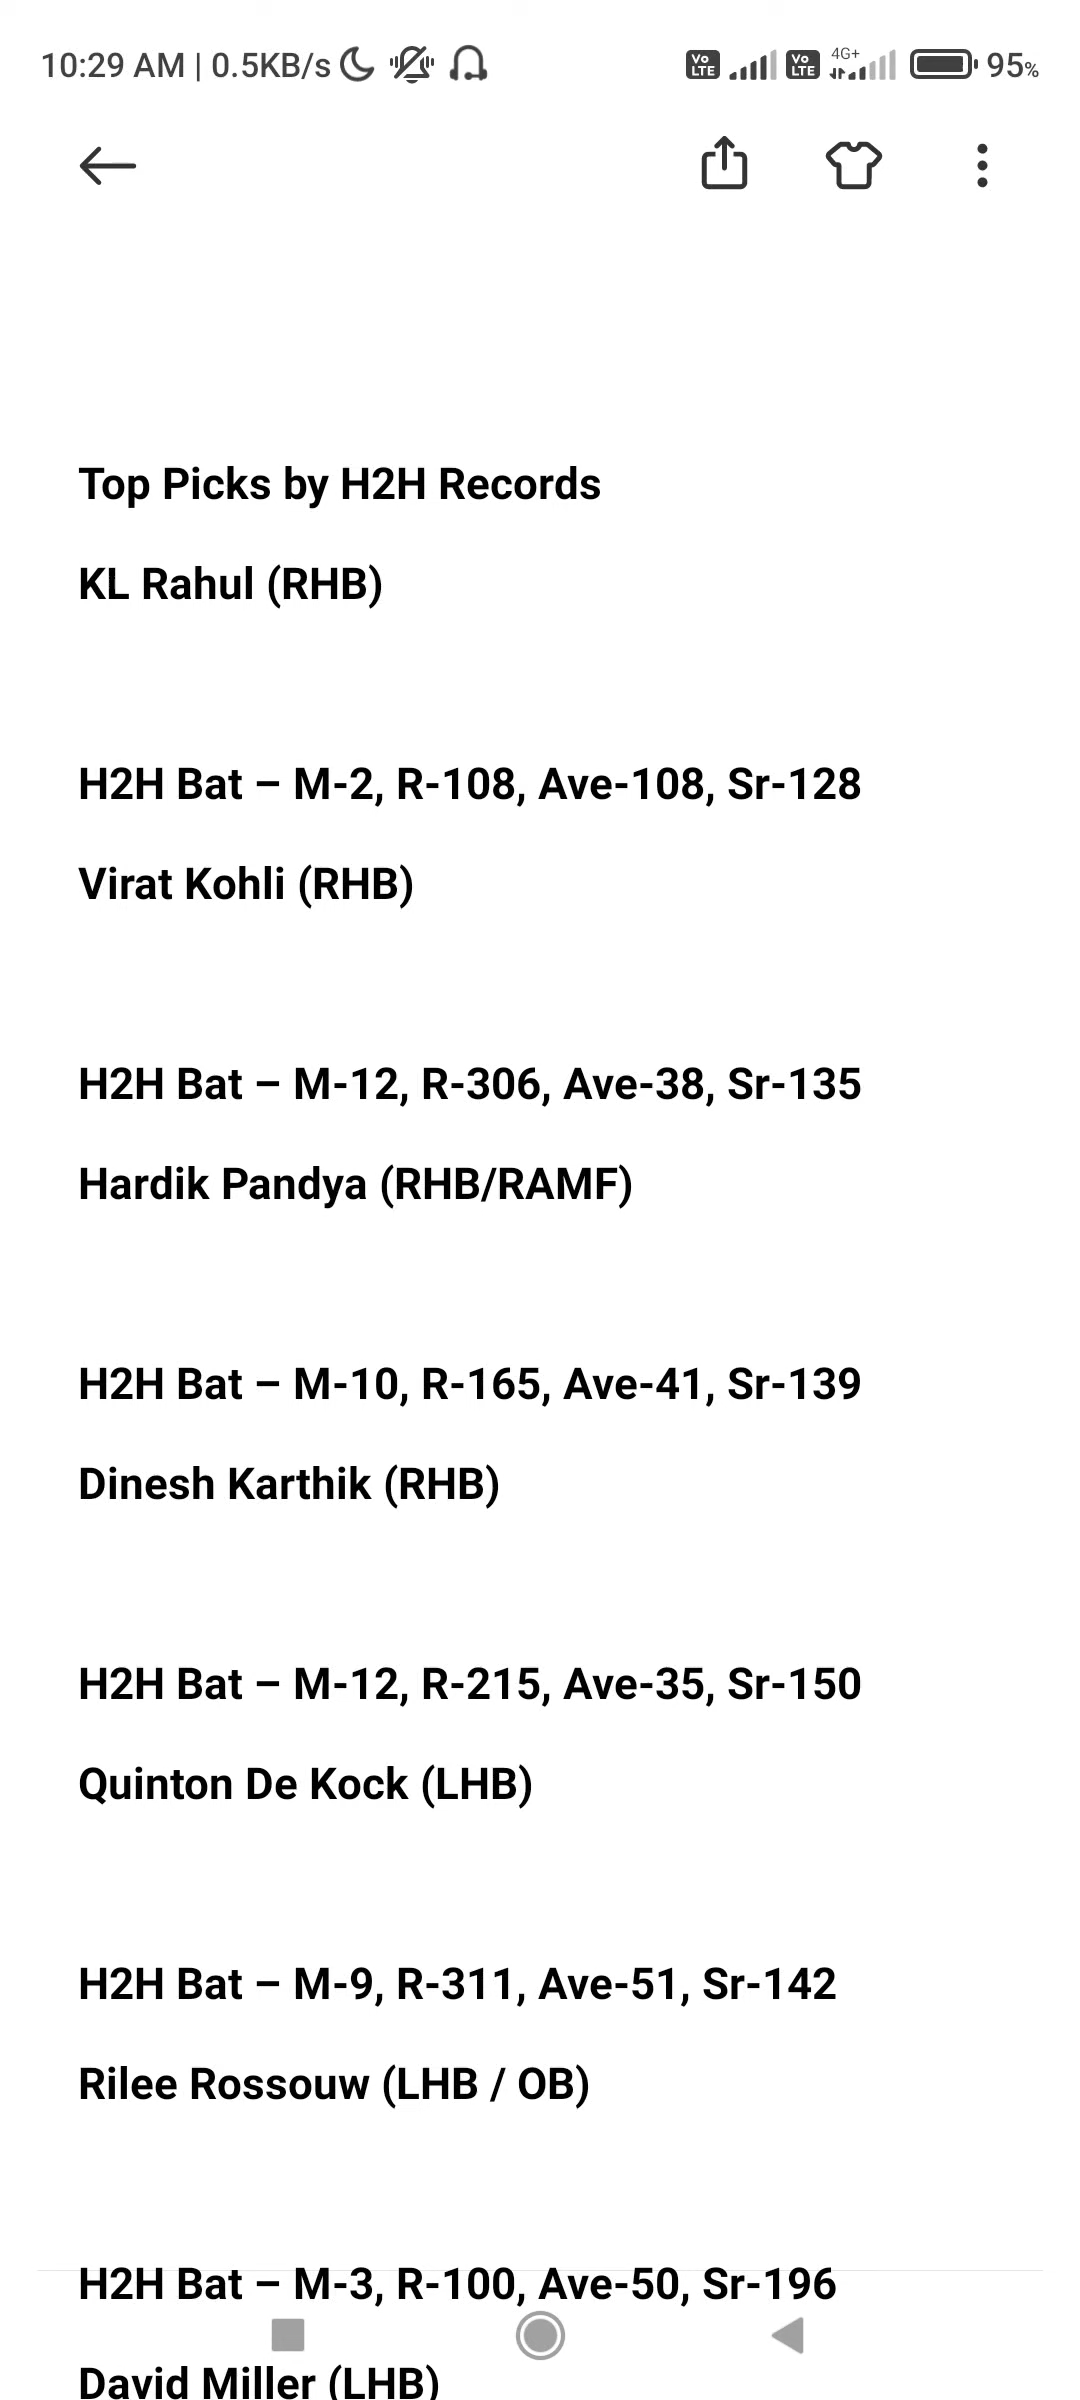 10:29 AM | 0.5KB/s
Vo LTE
Vo LTE
4G+
95%
Top Picks by H2H Records
KL Rahul (RHB)
H2H Bat – M-2, R-108, Ave-108, Sr-128
Virat Kohli (RHB)
H2H Bat – M-12, R-306, Ave-38, Sr-135
Hardik Pandya (RHB/RAMF)
H2H Bat – M-10, R-165, Ave-41, Sr-139
Dinesh Karthik (RHB)
H2H Bat – M-12, R-215, Ave-35, Sr-150
Quinton De Kock (LHB)
H2H Bat – M-9, R-311, Ave-51, Sr-142
Rilee Rossouw (LHB / OB)
H2H Bat – M-3, R-100, Ave-50, Sr-196
David Miller (LHB)